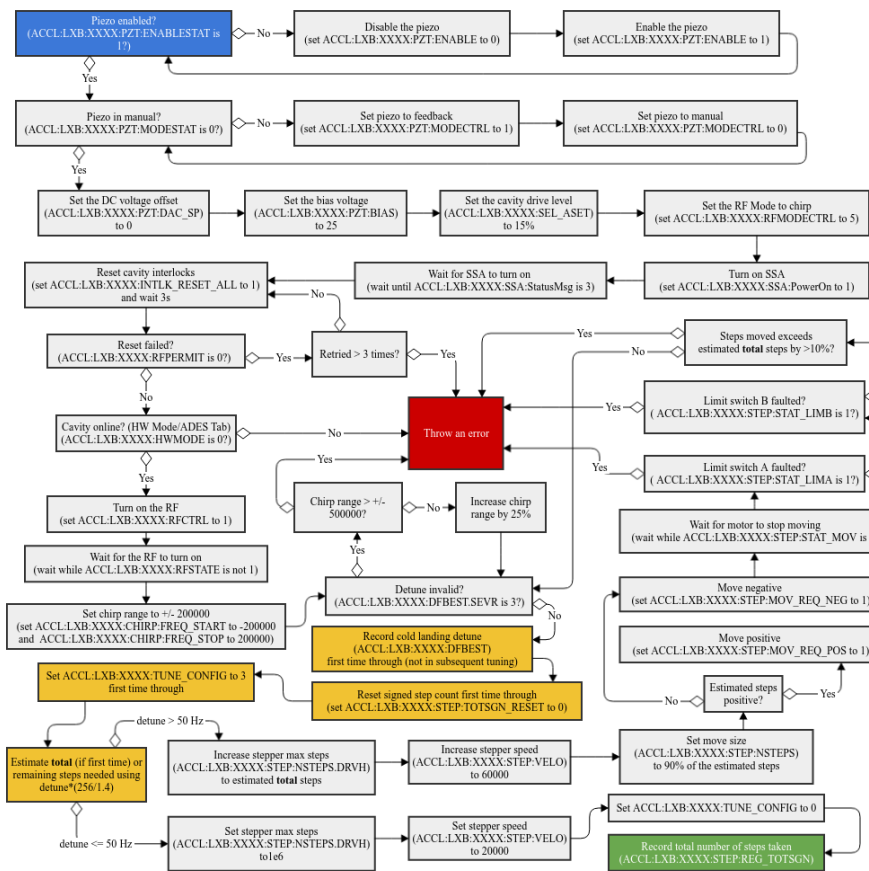 Piezo enabled?
(ACCL:LXB:XXXX:PZT:ENABLESTAT is
1?)
No
Disable the piezo
(set ACCL:LXB:XXXX:PZT:ENABLE to 0)
Enable the piezo
(set ACCL:LXB:XXXX:PZT:ENABLE to 1)
Yes
Piezo in manual?
(ACCL:LXB:XXXX:PZT:MODESTAT is 0?)
No
Set piezo to feedback
(set ACCL:LXB:XXXX:PZT:MODECTRL to 1)
Set piezo to manual
(set ACCL:LXB:XXXX:PZT:MODECTRL to 0)
Yes
Set the DC voltage offset
(ACCL:LXB:XXXX:PZT:DAC_SP)
to 0
Set the bias voltage
(ACCL:LXB:XXXX:PZT:BIAS)
to 25
Set the cavity drive level
(ACCL:LXB:XXXX:SEL_ASET)
to 15%
Set the RF Mode to chirp
(set ACCL:LXB:XXXX:RFMODECTRL to 5)
Reset cavity interlocks
(set ACCL:LXB:XXXX:INTLK_RESET_ALL to 1)
and wait 3s
Wait for SSA to turn on
(wait until ACCL:LXB:XXXX:SSA:StatusMsg is 3)
Turn on SSA
(set ACCL:LXB:XXXX:SSA:PowerOn to 1)
No
Reset failed?
(ACCL:LXB:XXXX:RFPERMIT is 0?)
Yes
Retried > 3 times?
Yes
Yes
No
Steps moved exceeds
estimated total steps by >10%?
No
Cavity online? (HW Mode/ADES Tab)
(ACCL:LXB:XXXX:HWMODE is 0?)
No
Throw an error
Yes
Limit switch B faulted?
( ACCL:LXB:XXXX:STEP:STAT_LIMB is 1?)
Yes
Yes
Yes
Limit switch A faulted?
( ACCL:LXB:XXXX:STEP:STAT_LIMA is 1?)
Turn on the RF
(set ACCL:LXB:XXXX:RFCTRL to 1)
Chirp range > +/-
500000?
No
Increase chirp
range by 25%
Wait for motor to stop moving
(wait while ACCL:LXB:XXXX:STEP:STAT_MOV is
Wait for the RF to turn on
(wait while ACCL:LXB:XXXX:RFSTATE is not 1)
Yes
Set chirp range to +/- 200000
(set ACCL:LXB:XXXX:CHIRP:FREQ_START to -200000
and ACCL:LXB:XXXX:CHIRP:FREQ_STOP to 200000)
Detune invalid?
(ACCL:LXB:XXXX:DFBEST.SEVR is 3?)
No
Move negative
(set ACCL:LXB:XXXX:STEP:MOV_REQ_NEG to 1)
Record cold landing detune
(ACCL:LXB:XXXX:DFBEST)
first time through (not in subsequent tuning)
Move positive
(set ACCL:LXB:XXXX:STEP:MOV_REQ_POS to 1)
Set ACCL:LXB:XXXX:TUNE_CONFIG to 3
first time through
Reset signed step count first time through
(set ACCL:LXB:XXXX:STEP:TOTSGN_RESET to 0)
No
Estimated steps
positive?
Yes
detune > 50 Hz
Estimate total (if first time) or
remaining steps needed using
detune*(256/1.4)
Increase stepper max steps
(ACCL:LXB:XXXX:STEP:NSTEPS.DRVH)
to estimated total steps
Increase stepper speed
(ACCL:LXB:XXXX:STEP:VELO) to
60000
Set move size
(ACCL:LXB:XXXX:STEP:NSTEPS)
to 90% of the estimated steps
detune <= 50 Hz
Set stepper max steps
(ACCL:LXB:XXXX:STEP:NSTEPS.DRVH)
to1e6
Set stepper speed
(ACCL:LXB:XXXX:STEP:VELO) to
20000
Set ACCL:LXB:XXXX:TUNE_CONFIG to 0
Record total number of steps taken
(ACCL:LXB:XXXX:STEP:REG_TOTSGN)